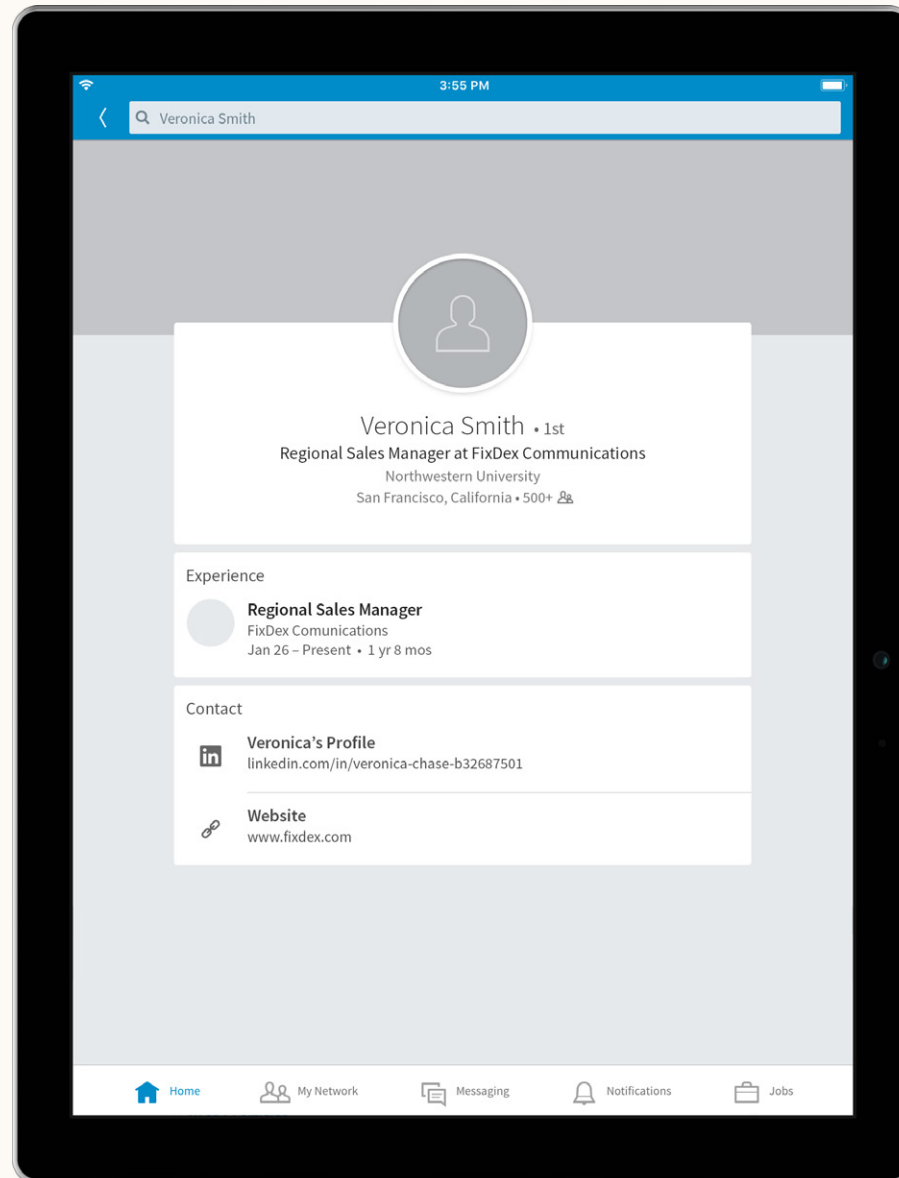 3:55 PM
Veronica Smith
Veronica Smith • 1st
Regional Sales Manager at FixDex Communications
Northwestern University
San Francisco, California • 500+
Experience
Regional Sales Manager
FixDex Comunications
Jan 26 – Present • 1 yr 8 mos
Contact
in
Veronica’s Profile
linkedin.com/in/veronica-chase-b32687501
Website
www.fixdex.com
Home
My Network
Messaging
Notifications
Jobs